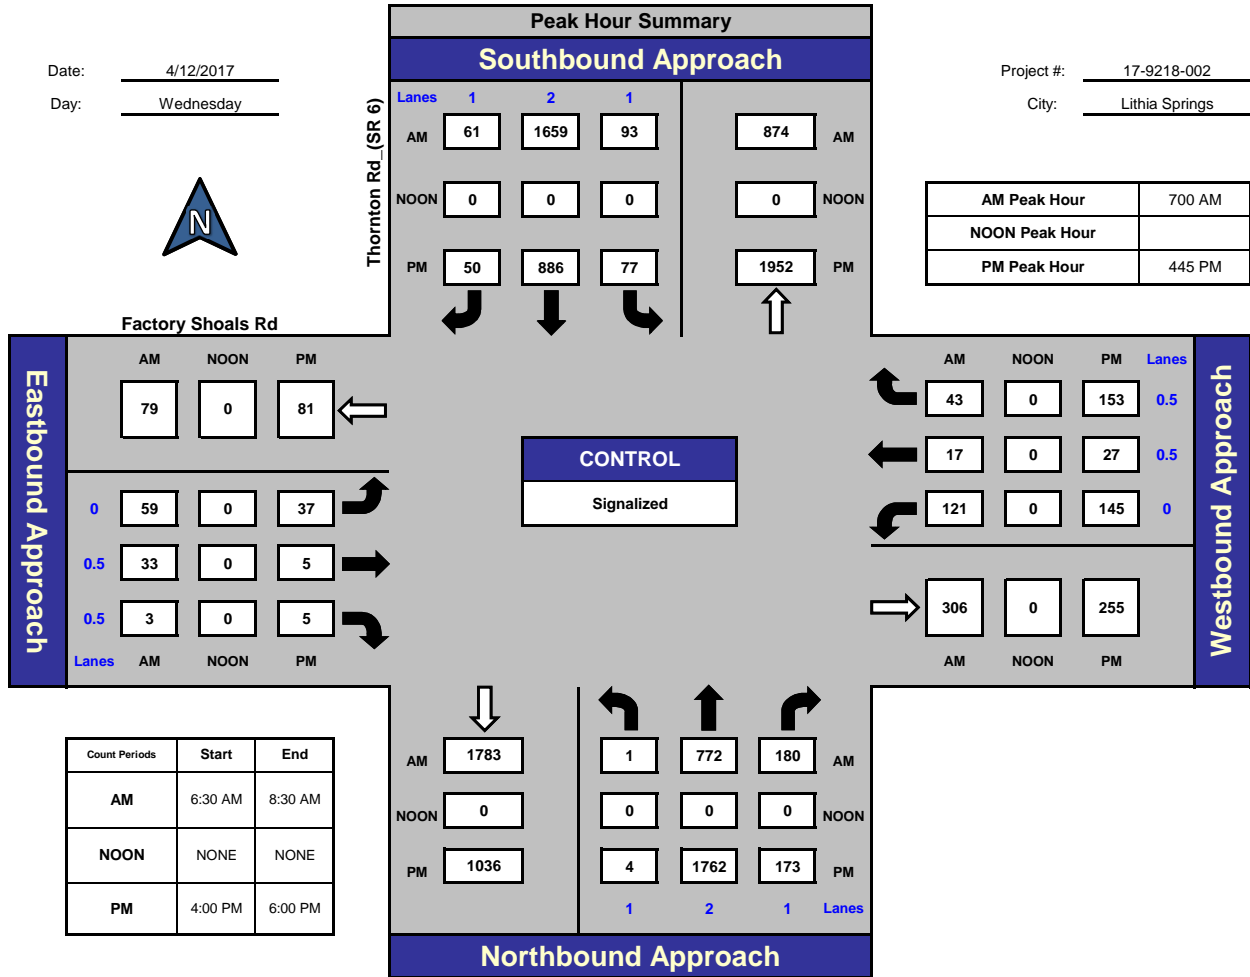 Peak Hour Summary
Southbound Approach
Date: 4/12/2017
Day: Wednesday
Project #: 17-9218-002
City: Lithia Springs
N
Thornton Rd_(SR 6)
Lanes 1 2 1
AM 61 1659 93 874 AM
NOON 0 0 0 0 NOON
PM 50 886 77 1952 PM
AM Peak Hour 700 AM
NOON Peak Hour
PM Peak Hour 445 PM
Factory Shoals Rd
Eastbound Approach
AM NOON PM
79 0 81
0 59 0 37
0.5 33 0 5
0.5 3 0 5
Lanes AM NOON PM
CONTROL
Signalized
AM NOON PM Lanes
43 0 153 0.5
17 0 27 0.5
121 0 145 0
306 0 255
AM NOON PM
Westbound Approach
Count Periods Start End
AM 6:30 AM 8:30 AM
NOON NONE NONE
PM 4:00 PM 6:00 PM
AM 1783 1 772 180 AM
NOON 0 0 0 0 NOON
PM 1036 4 1762 173 PM
1 2 1 Lanes
Northbound Approach